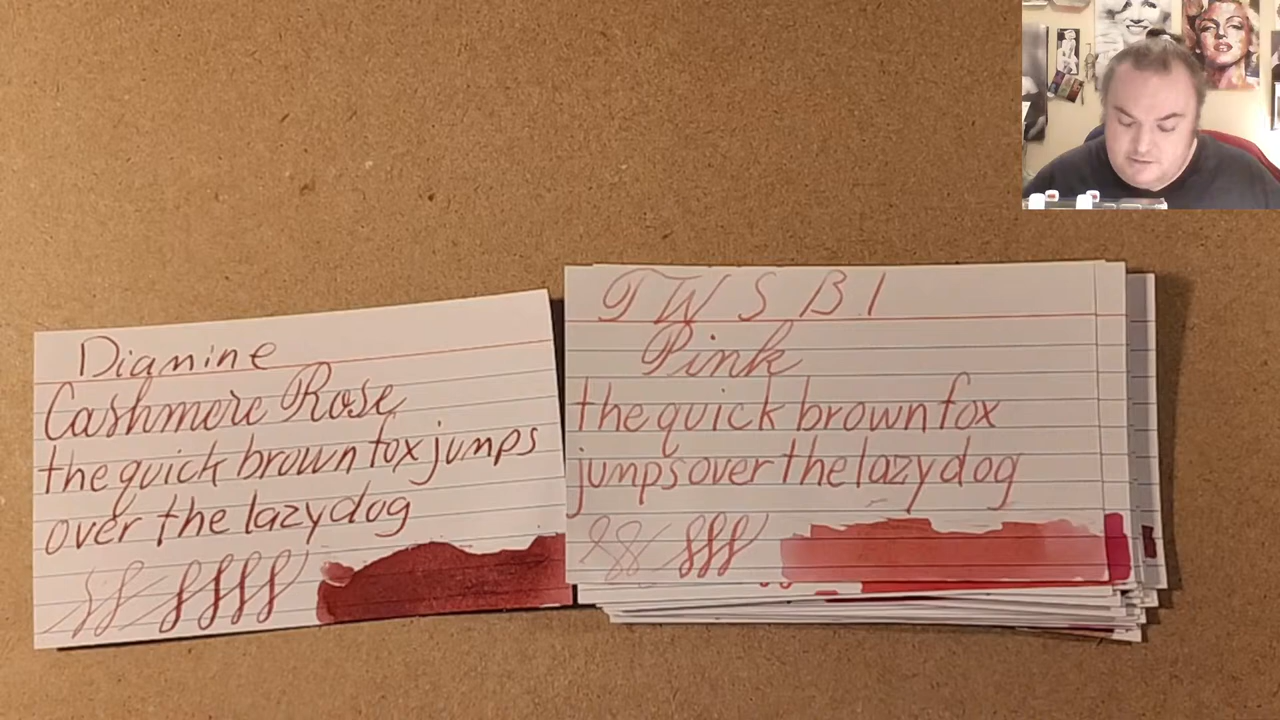 Diamine
Cashmere Rose
the quick brown fox jumps
over the lazy dog
TWSBI
Pink
the quick brown fox
jumps over the lazy dog